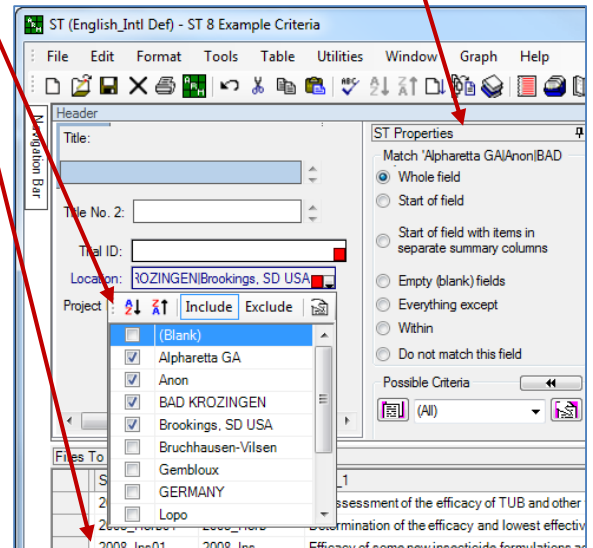 ST (English_Intl Def) - ST 8 Example Criteria
File Edit Format Tools Table Utilities Window Graph Help
Navigation Bar
Header
Title:
Title No. 2:
Trial ID:
Location: ROZINGEN|Brookings, SD USA
Project
Include Exclude
(Blank)
Alpharetta GA
Anon
BAD KROZINGEN
Brookings, SD USA
Bruchhausen-Vilsen
Gembloux
GERMANY
Lopo
ST Properties
Match 'Alpharetta GA|Anon|BAD
Whole field
Start of field
Start of field with items in
separate summary columns
Empty (blank) fields
Everything except
Within
Do not match this field
Possible Criteria
(All)
Files To
S _1
ssessment of the efficacy of TUB and other
2008_Herb01 2008_Herb Determination of the efficacy and lowest effectiv
2008_Ins01 2008_Ins Efficacy of some new insecticide formulations ag